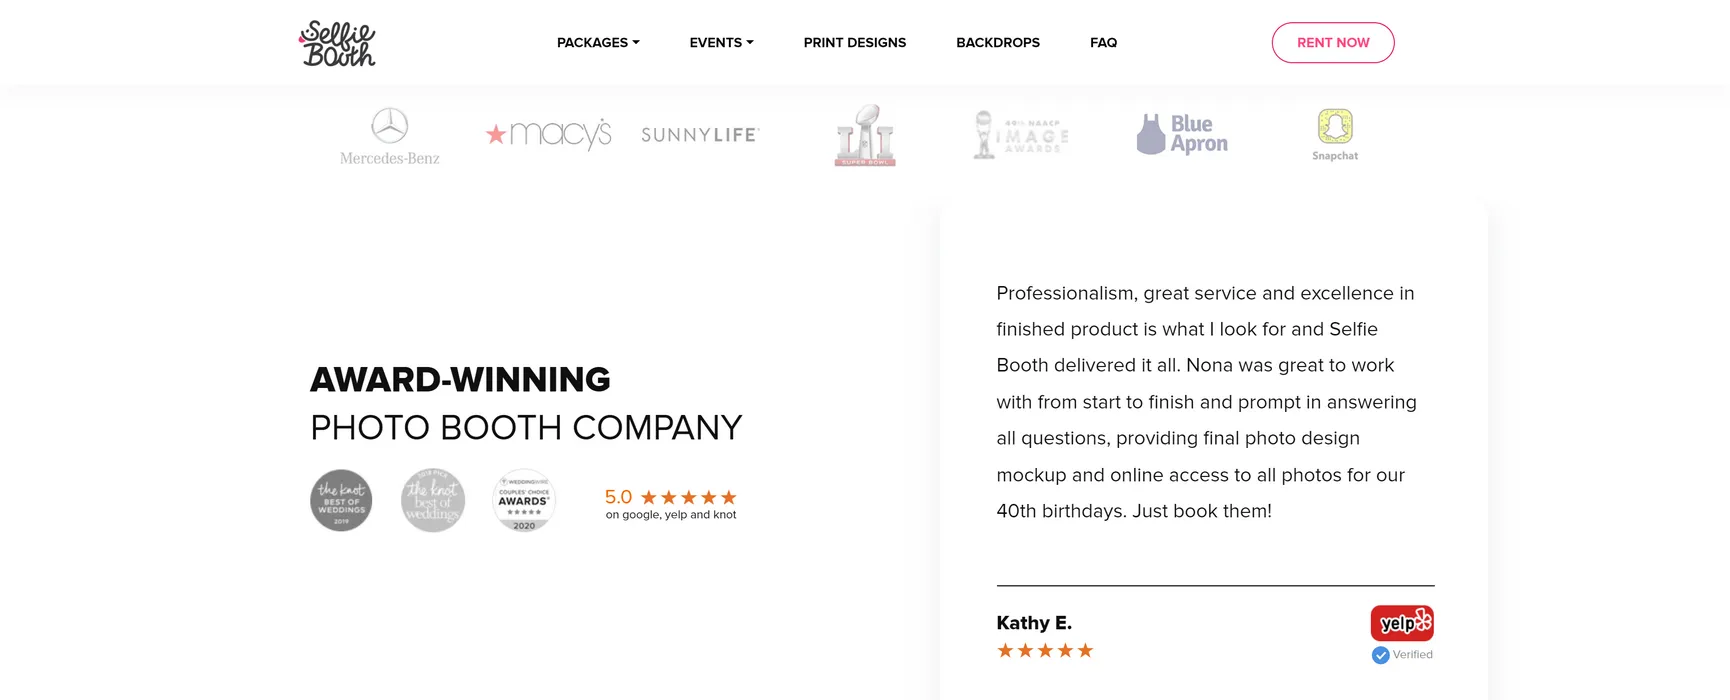 Selfie
Booth
PACKAGES
EVENTS
PRINT DESIGNS
BACKDROPS
FAQ
RENT NOW
Mercedes-Benz
macy's
SUNNYLIFE
LI
SUPER BOWL
49th NAACP
IMAGE
AWARDS
Blue
Apron
Snapchat
AWARD-WINNING
PHOTO BOOTH COMPANY
the knot
BEST OF
WEDDINGS
2019
2018 PICK
the knot
best of
weddings
WEDDINGWIRE
COUPLES' CHOICE
AWARDS
2020
5.0
on google, yelp and knot
Professionalism, great service and excellence in
finished product is what I look for and Selfie
Booth delivered it all. Nona was great to work
with from start to finish and prompt in answering
all questions, providing final photo design
mockup and online access to all photos for our
40th birthdays. Just book them!
Kathy E.
yelp
Verified